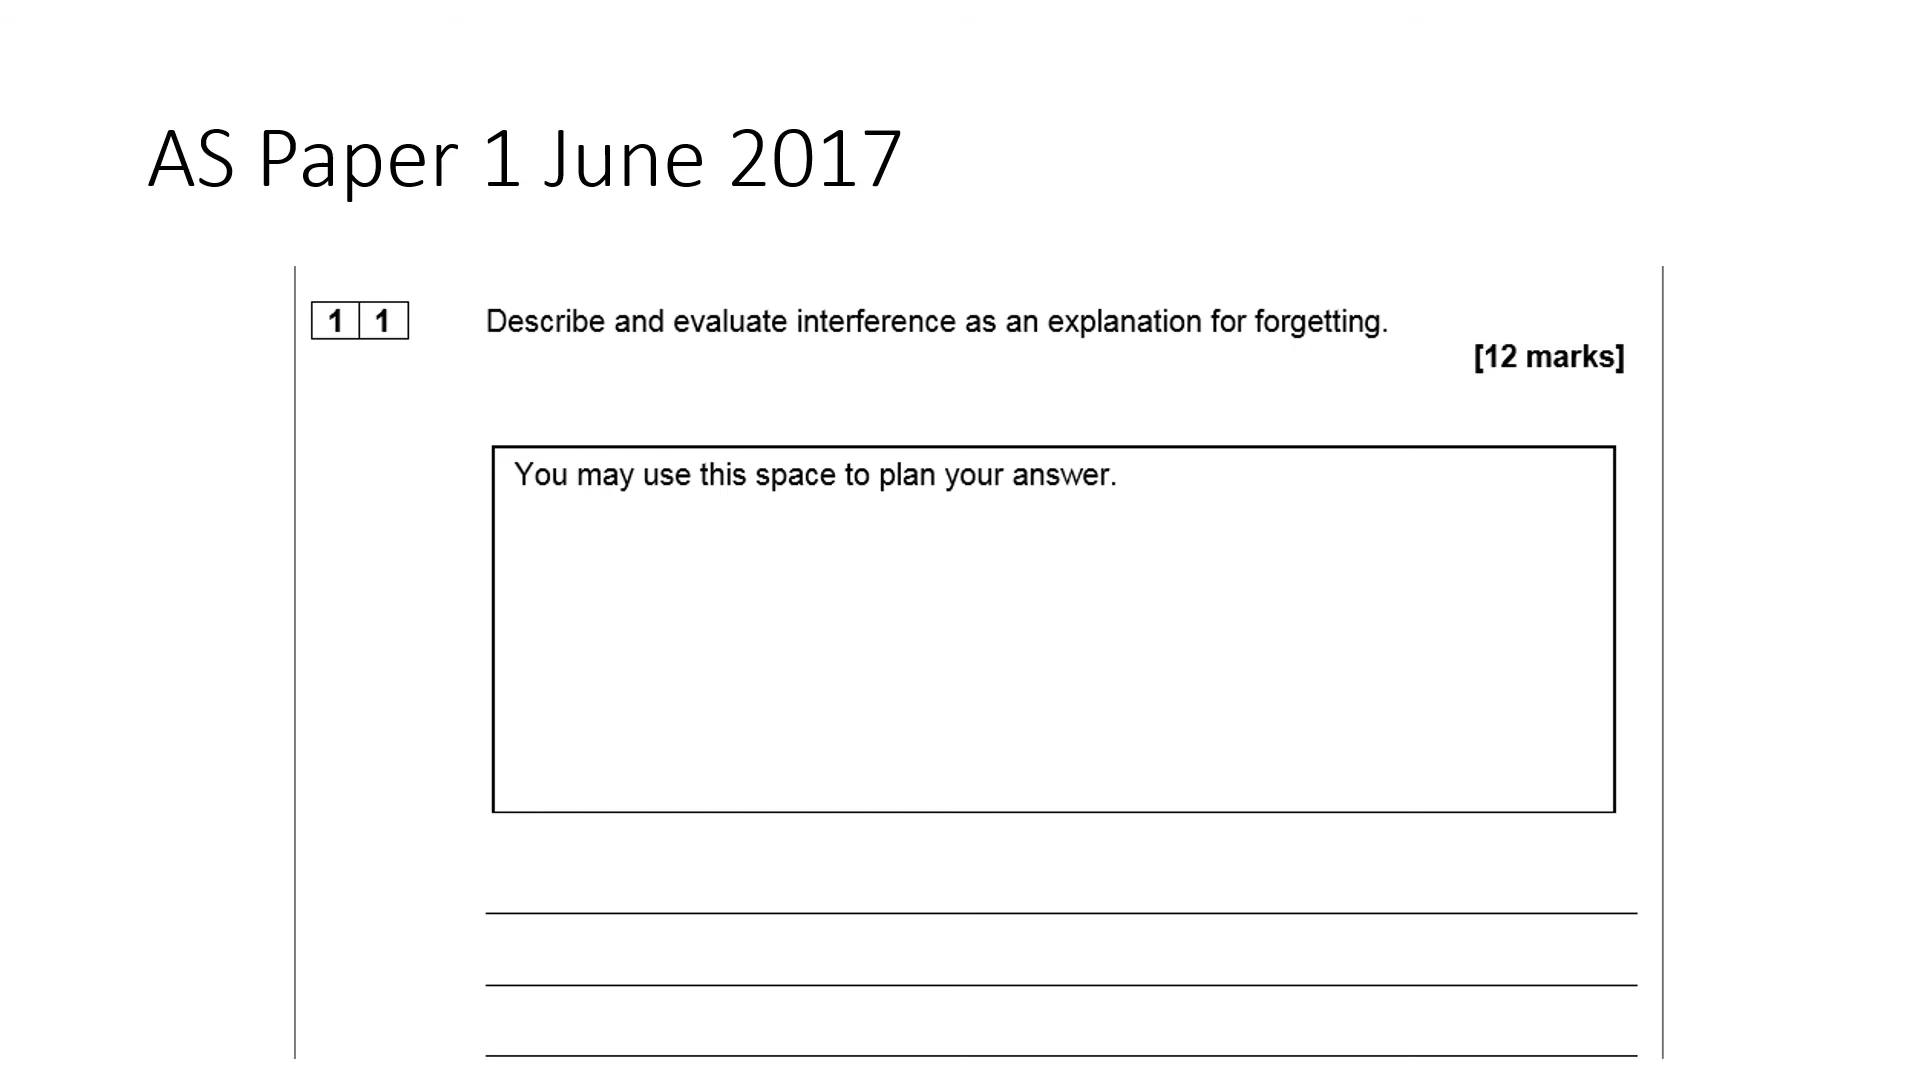 AS Paper 1 June 2017
1 1 Describe and evaluate interference as an explanation for forgetting.
[12 marks]
You may use this space to plan your answer.